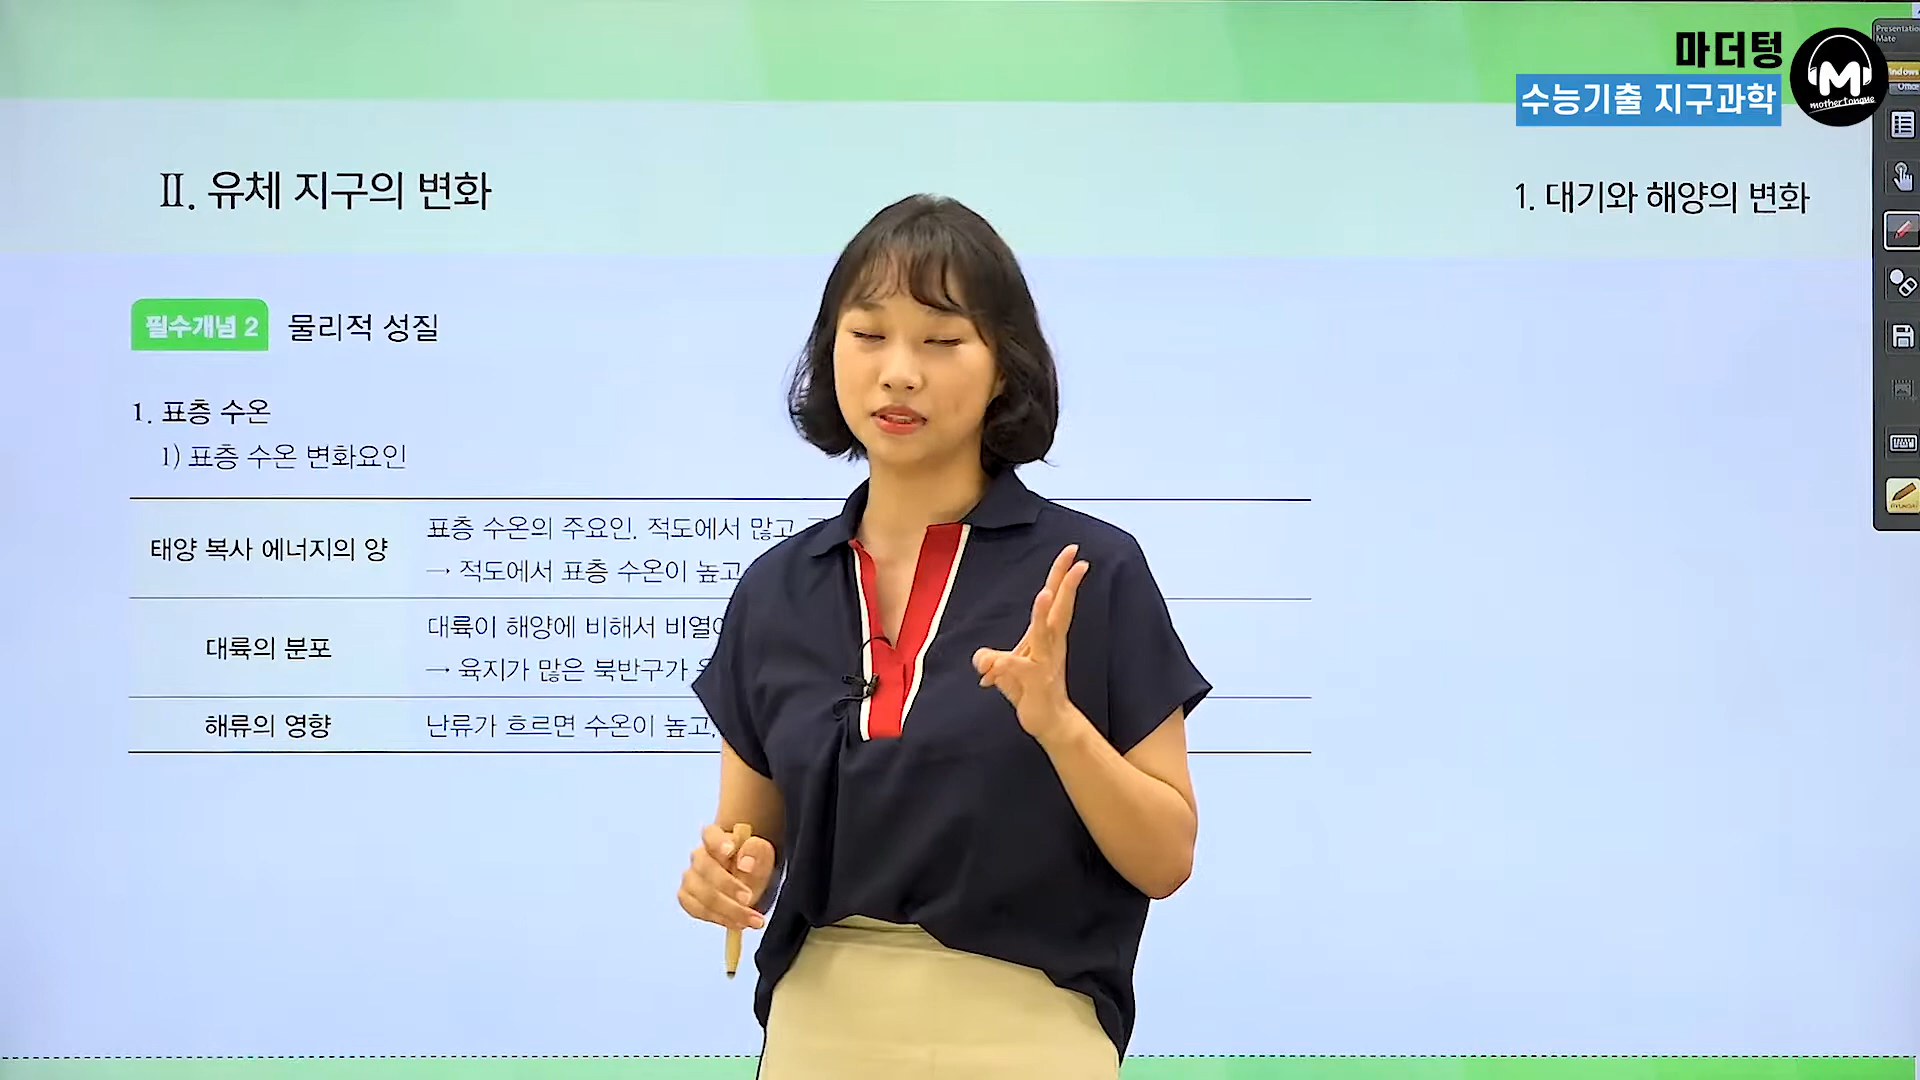 마더텅
수능기출 지구과학
mothertongue
Presentation
Mate
Office
Ⅱ. 유체 지구의 변화
1. 대기와 해양의 변화
필수개념 2 물리적 성질
1. 표층 수온
1) 표층 수온 변화요인
태양 복사 에너지의 양
표층 수온의 주요인. 적도에서 많고
→ 적도에서 표층 수온이 높고
대륙의 분포
대륙이 해양에 비해서
→ 육지가 많은 북반구가
해류의 영향
난류가 흐르면 수온이 높고,